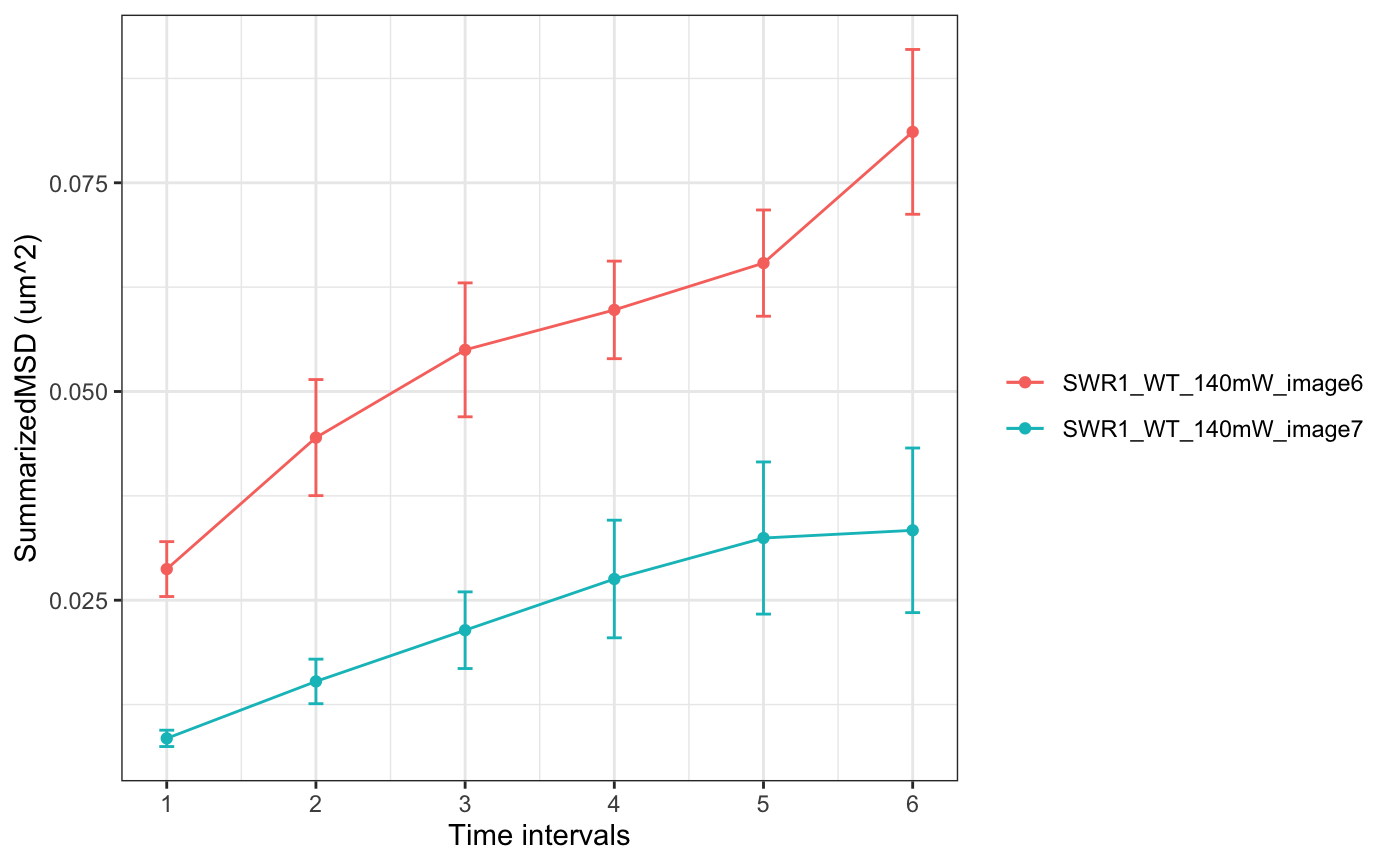 SummarizedMSD (um^2)
0.075
0.050
0.025
1 2 3 4 5 6
Time intervals
SWR1_WT_140mW_image6
SWR1_WT_140mW_image7